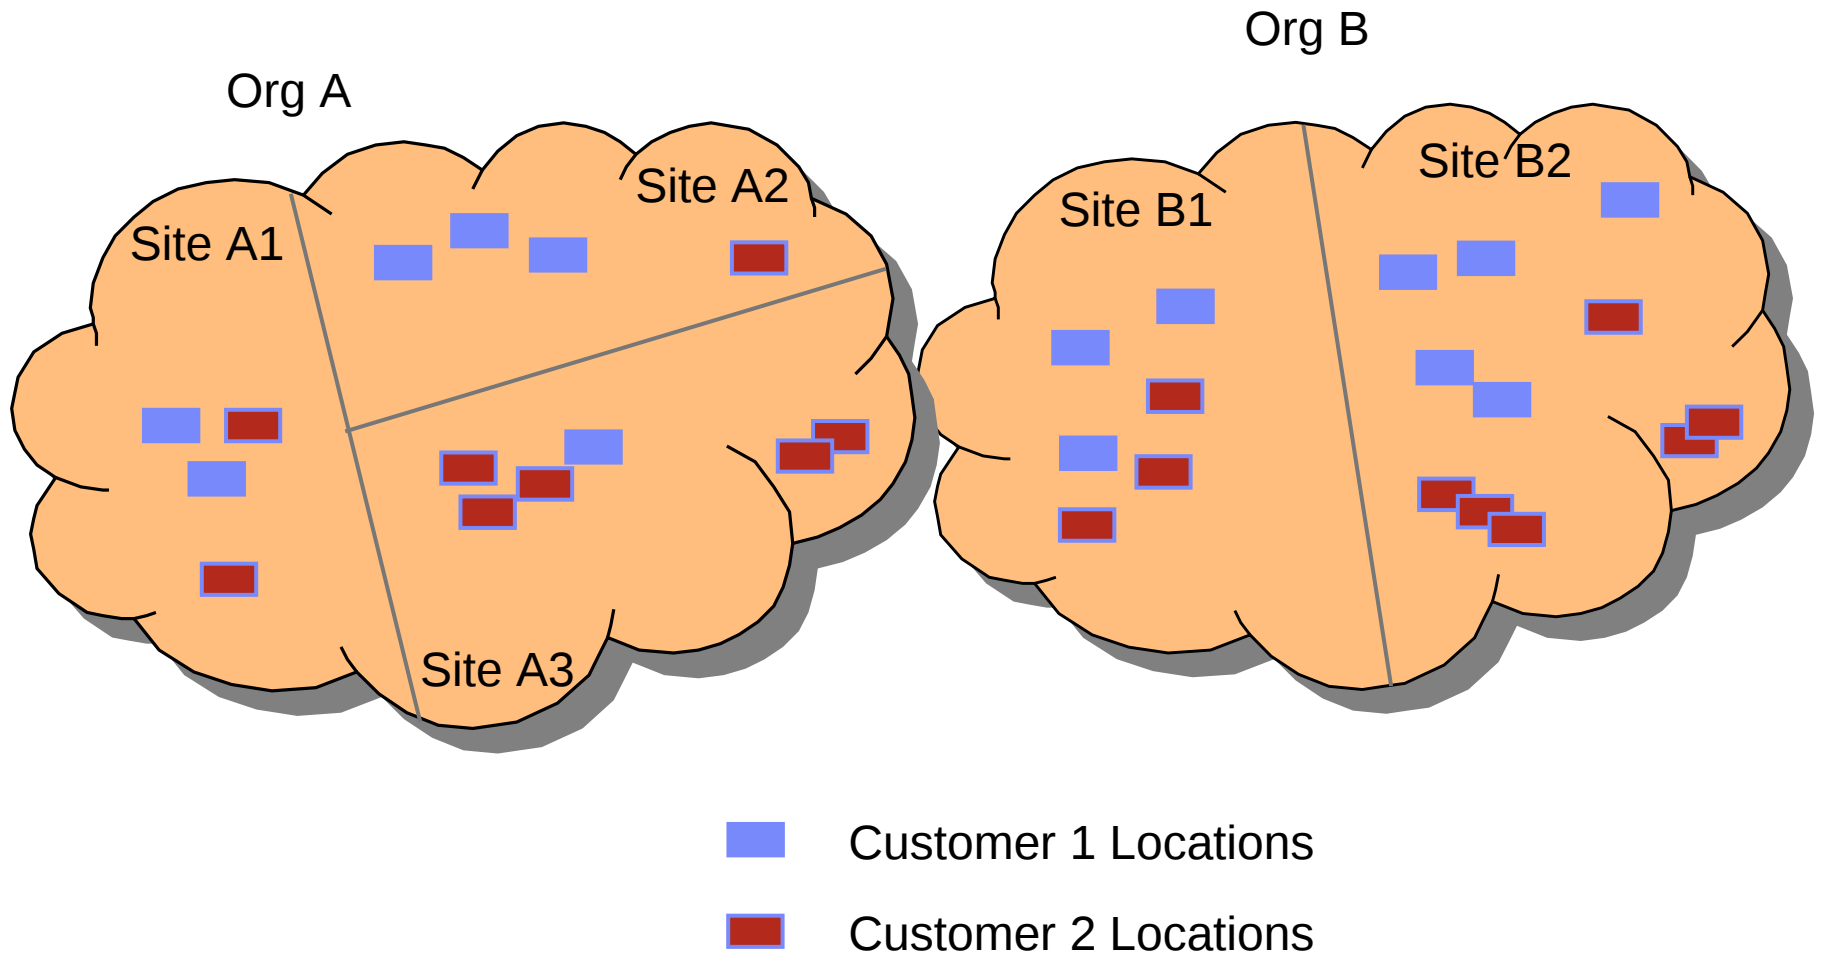 Org B
Org A
Site B2
Site A2
Site B1
Site A1
Site A3
Customer 1 Locations
Customer 2 Locations